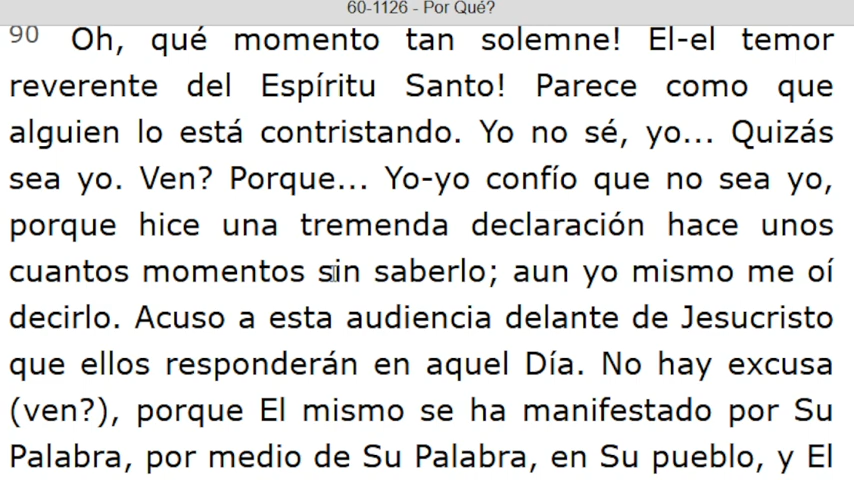 60-1126 - Por Qué?
90 Oh, qué momento tan solemne! El-el temor
reverente del Espíritu Santo! Parece como que
alguien lo está contristando. Yo no sé, yo... Quizás
sea yo. Ven? Porque... Yo-yo confío que no sea yo,
porque hice una tremenda declaración hace unos
cuantos momentos sin saberlo; aun yo mismo me oí
decirlo. Acuso a esta audiencia delante de Jesucristo
que ellos responderán en aquel Día. No hay excusa
(ven?), porque El mismo se ha manifestado por Su
Palabra, por medio de Su Palabra, en Su pueblo, y El